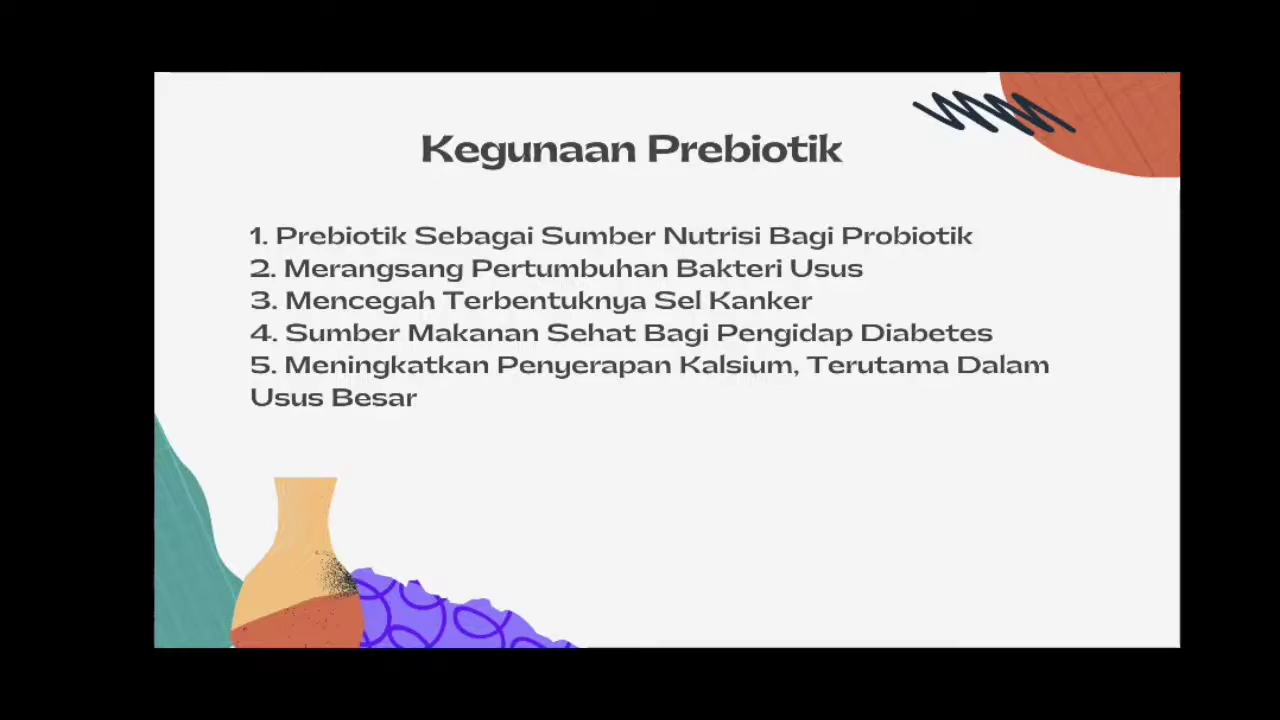 Kegunaan Prebiotik
1. Prebiotik Sebagai Sumber Nutrisi Bagi Probiotik
2. Merangsang Pertumbuhan Bakteri Usus
3. Mencegah Terbentuknya Sel Kanker
4. Sumber Makanan Sehat Bagi Pengidap Diabetes
5. Meningkatkan Penyerapan Kalsium, Terutama Dalam
Usus Besar